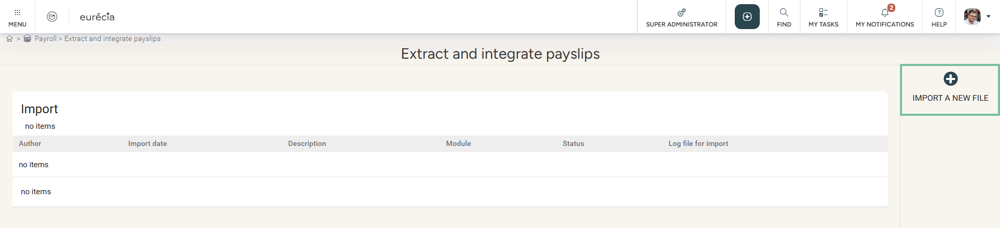 MENU
eurécia
SUPER ADMINISTRATOR
FIND
MY TASKS
2
MY NOTIFICATIONS
HELP
> Payroll > Extract and integrate payslips
Extract and integrate payslips
IMPORT A NEW FILE
Import
no items
Author Import date Description Module Status Log file for import
no items
no items